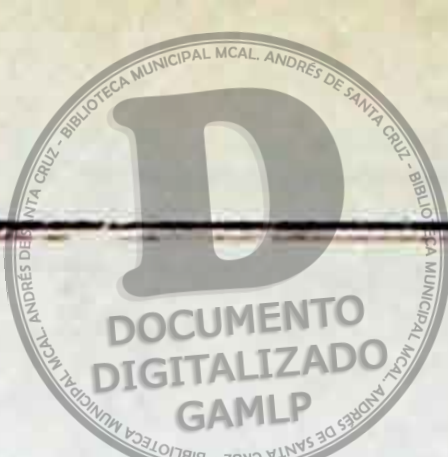 BIBLIOTECA MUNICIPAL MCAL. ANDRÉS DE SANTA CRUZ - BIBLIOTECA MUNICIPAL MCAL. ANDRÉS DE SANTA CRUZ - BIBLIOTECA MUNICIPAL MCAL. ANDRÉS DE SANTA CRUZ -
D
DOCUMENTO
DIGITALIZADO
GAMLP